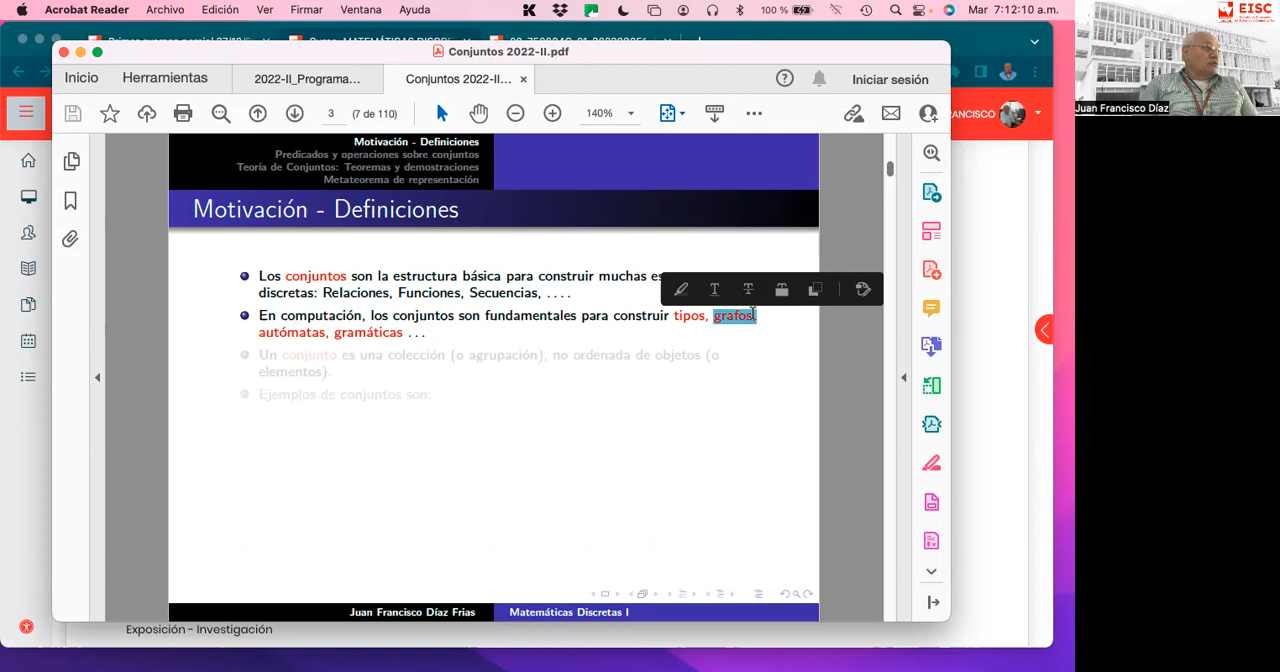 Acrobat Reader Archivo Edición Ver Firmar Ventana Ayuda 100 % Mar 7:12:10 a.m.
EISC
Conjuntos 2022-II.pdf
Inicio Herramientas 2022-II_Programa... Conjuntos 2022-II... × Iniciar sesión
3 (7 de 110) 140%
FRANCISCO
Juan Francisco Díaz
Motivación - Definiciones
Predicados y operaciones sobre conjuntos
Teoría de Conjuntos: Teoremas y demostraciones
Metateorema de representación
Motivación - Definiciones
Los conjuntos son la estructura básica para construir muchas es
discretas: Relaciones, Funciones, Secuencias, . . . .
En computación, los conjuntos son fundamentales para construir tipos, grafos,
autómatas, gramáticas . . .
Un conjunto es una colección (o agrupación), no ordenada de objetos (o
elementos).
Ejemplos de conjuntos son:
Juan Francisco Díaz Frias Matemáticas Discretas I
Exposición - Investigación